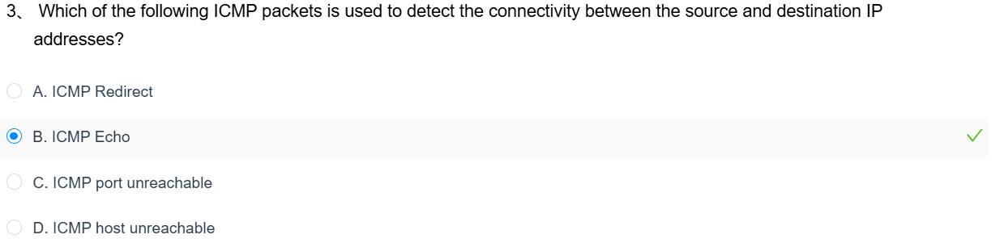 3、 Which of the following ICMP packets is used to detect the connectivity between the source and destination IP
addresses?
A. ICMP Redirect
B. ICMP Echo
C. ICMP port unreachable
D. ICMP host unreachable